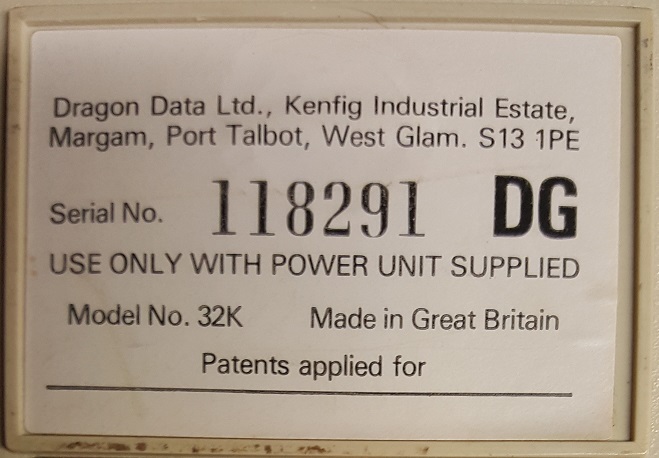 Dragon Data Ltd., Kenfig Industrial Estate,
Margam, Port Talbot, West Glam. S13 1PE
Serial No. 118291 DG
USE ONLY WITH POWER UNIT SUPPLIED
Model No. 32K Made in Great Britain
Patents applied for